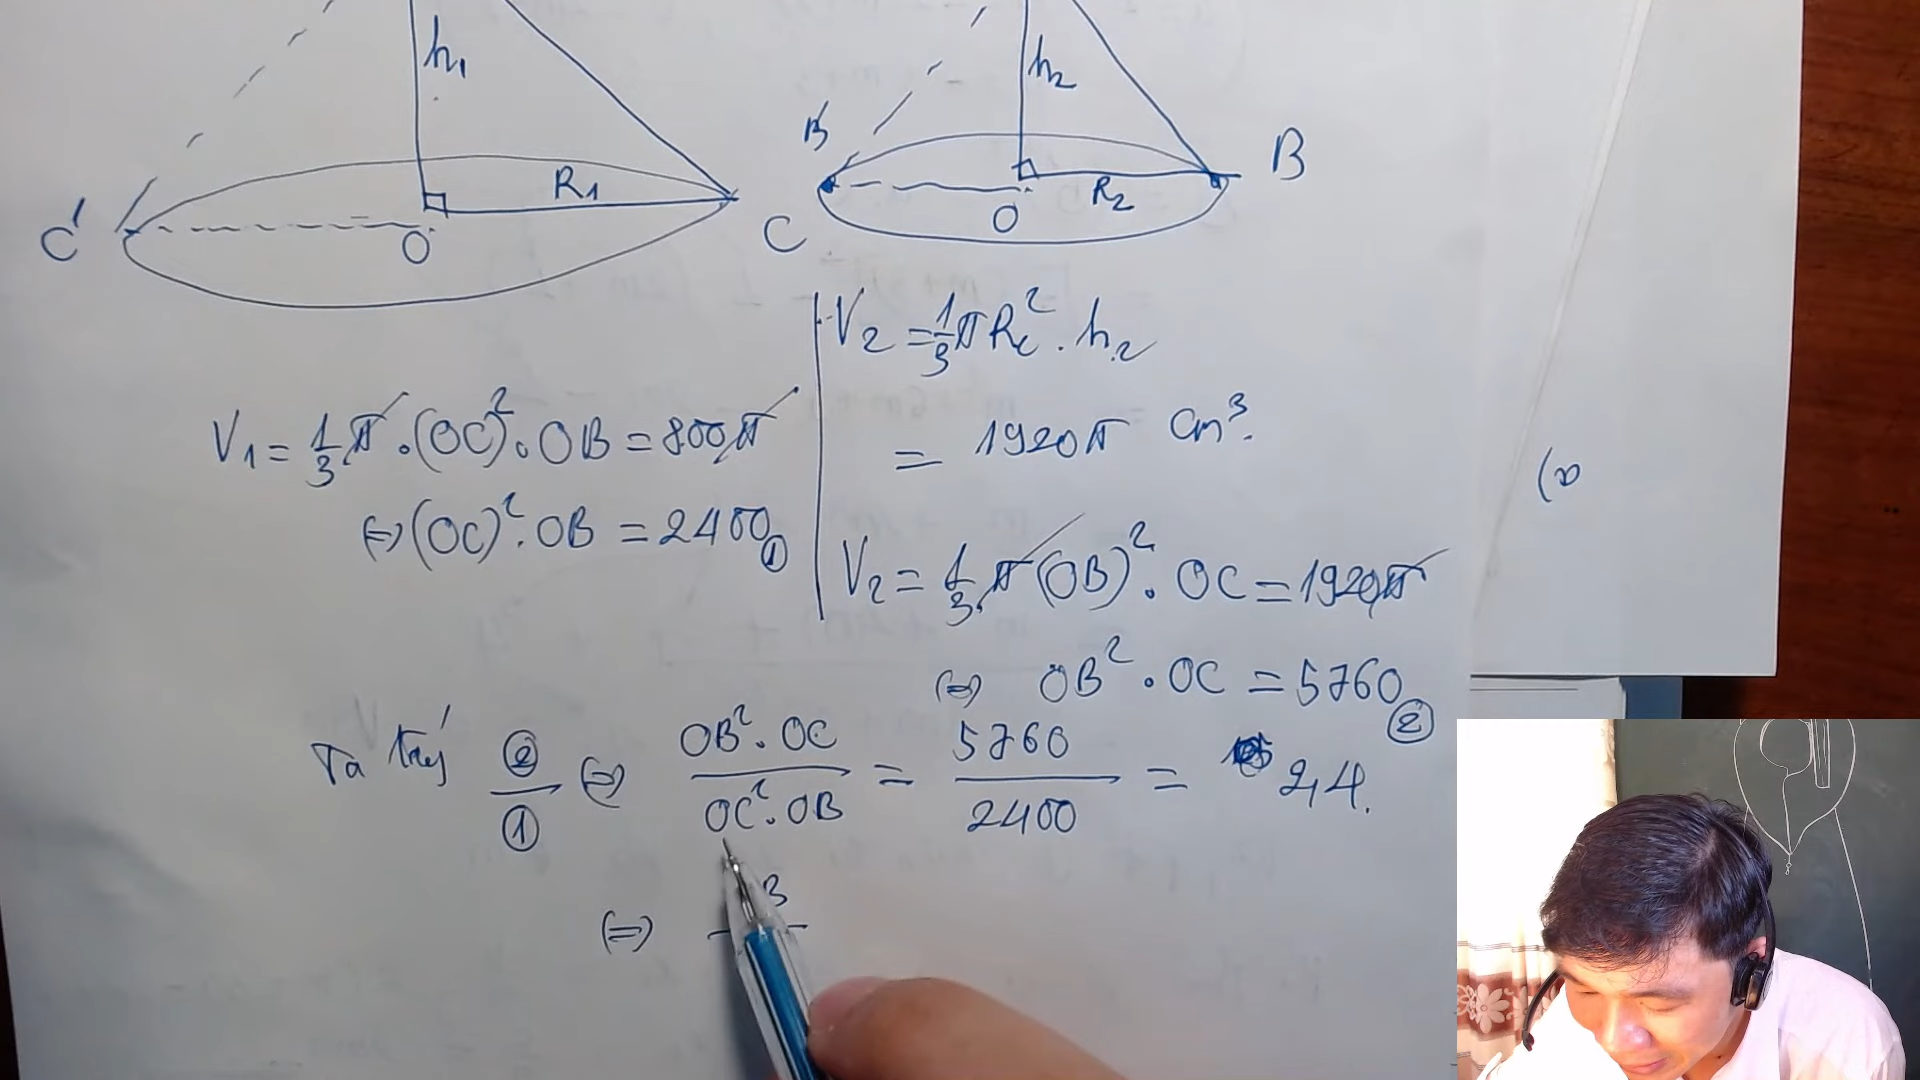 h₁
h₂
B'
B
R₁
R₂
C'
O
C
O
V₂ = 1/3 π R₂² . h₂
= 1920π cm³.
V₁ = 1/3 π . (OC)² . OB = 800π
⇔ (OC)² . OB = 2400 ①
V₂ = 1/3 π (OB)² . OC = 1920π
⇔ OB² . OC = 5760 ②
Ta lấy ②/① ⇔ OB² . OC / OC² . OB = 5760 / 2400 = 2,4.
⇔ B